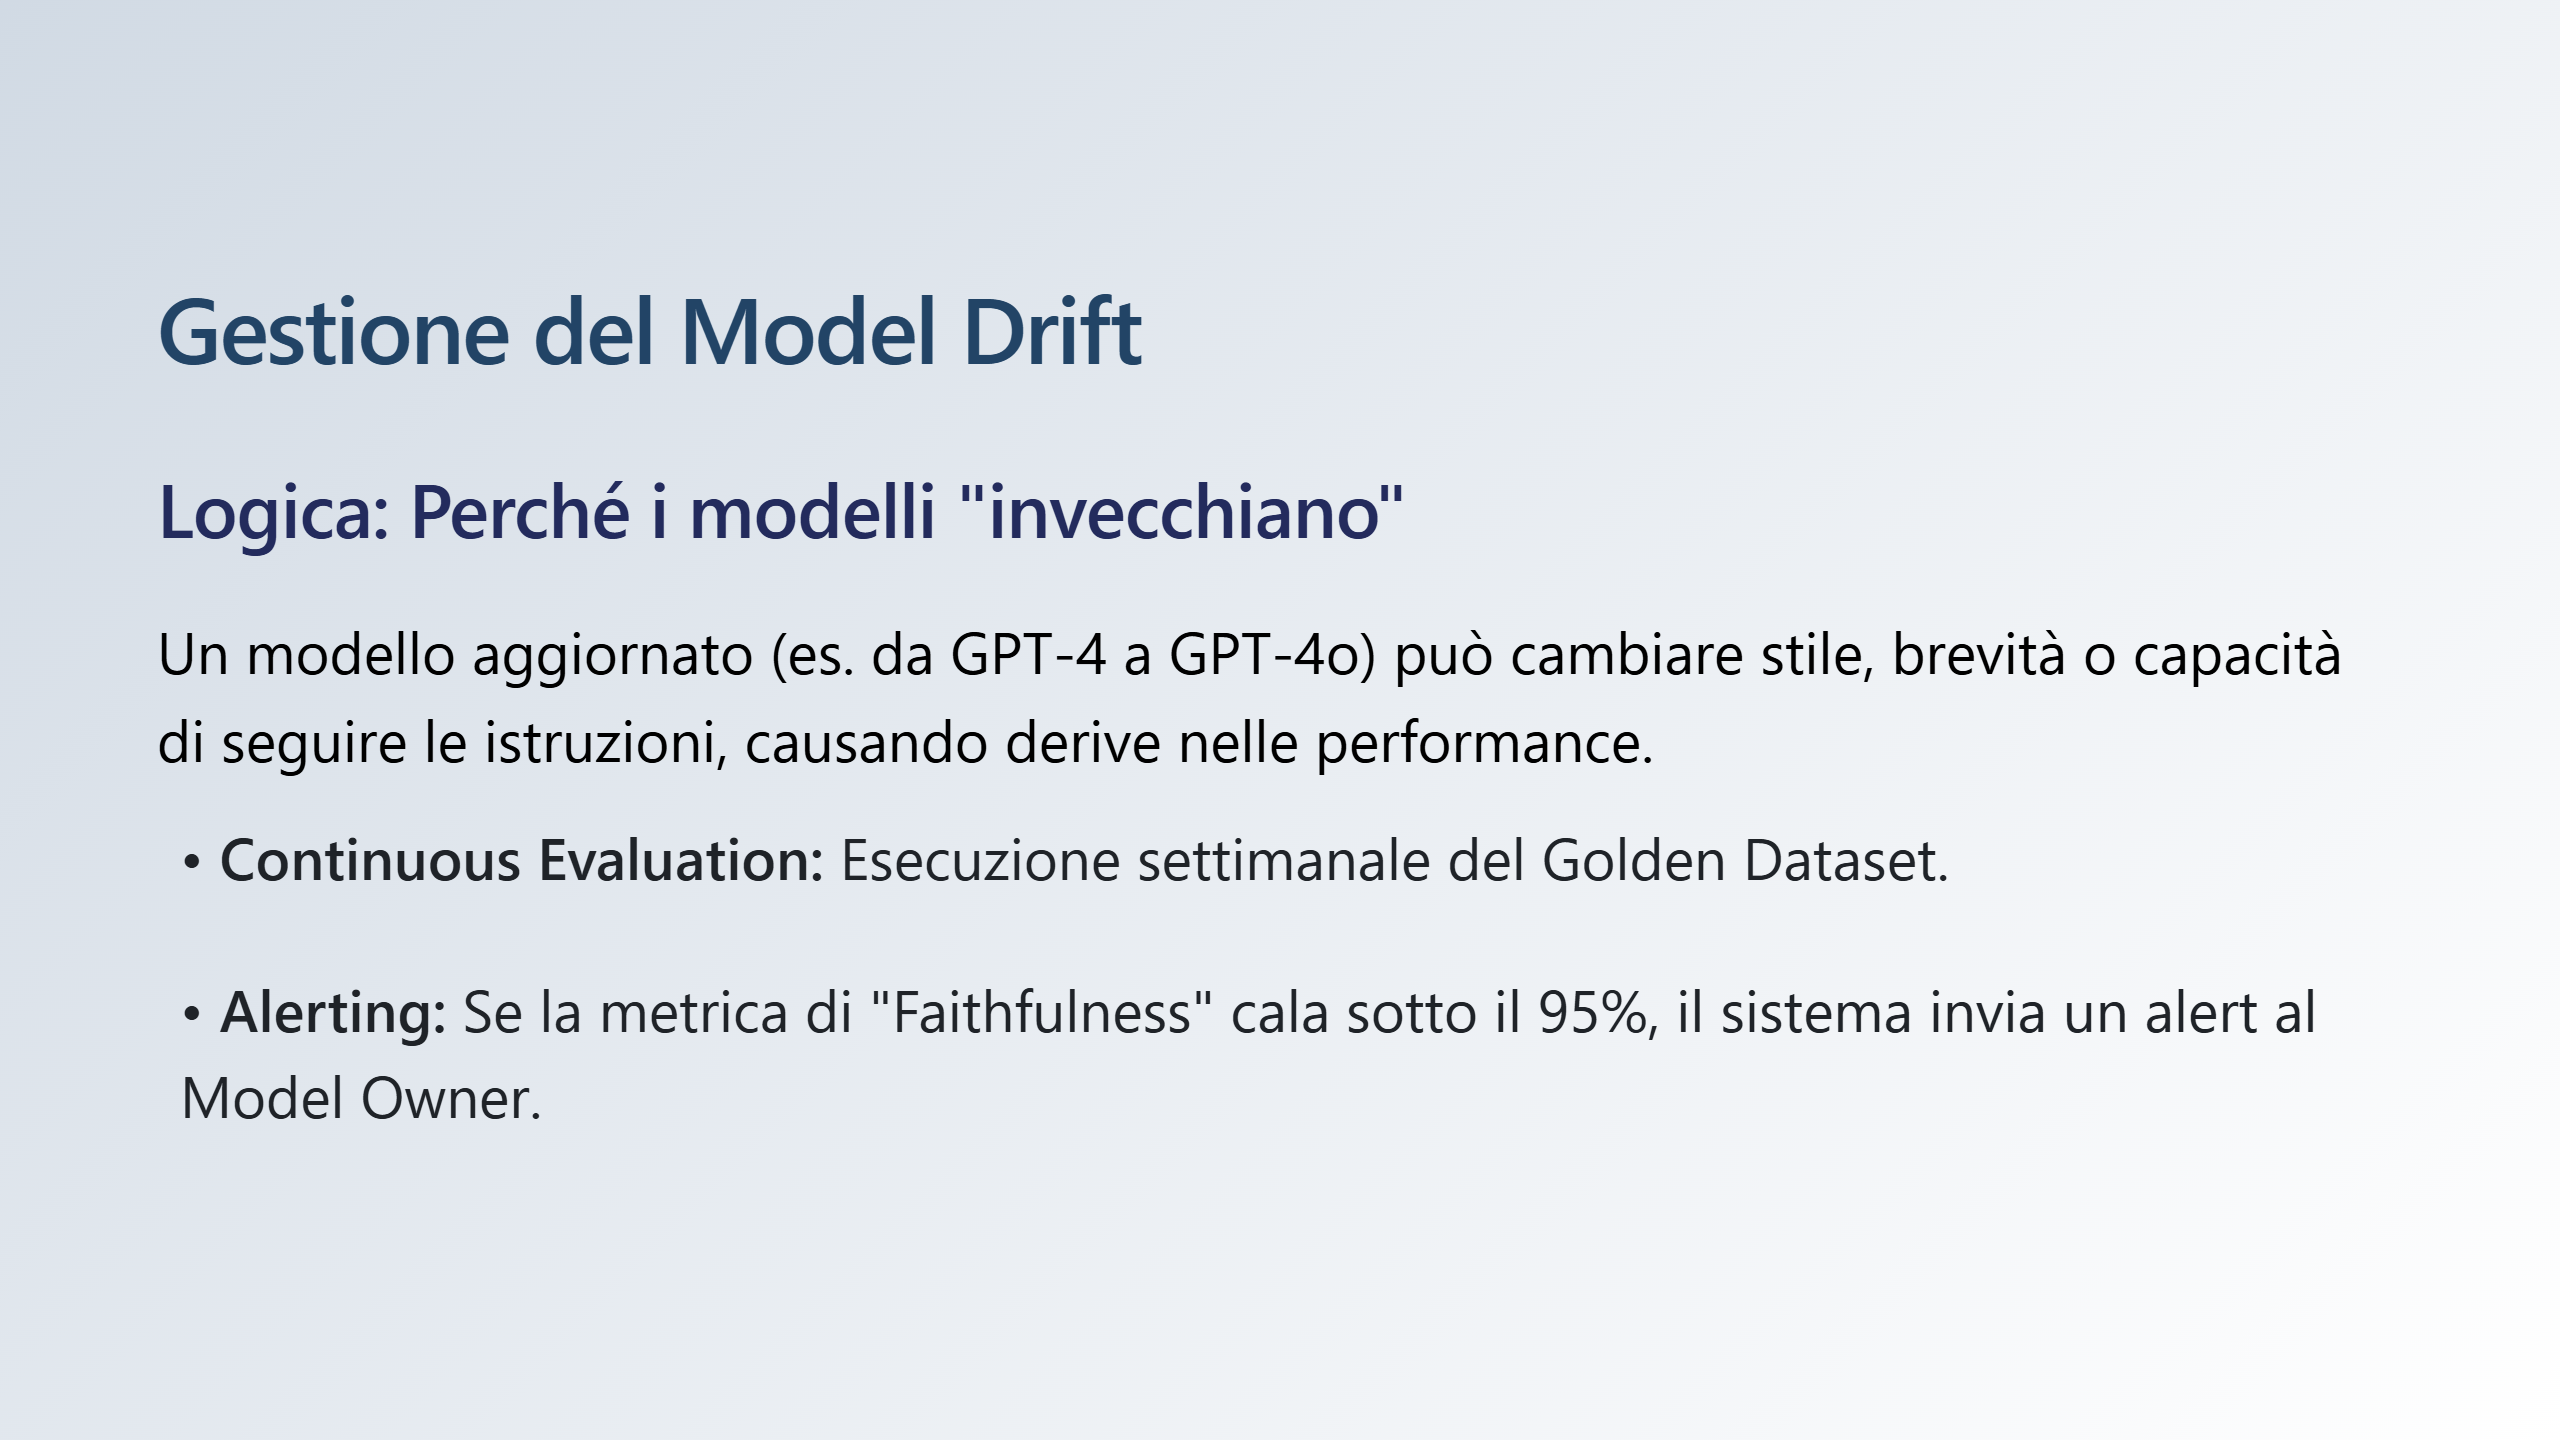 Gestione del Model Drift
Logica: Perché i modelli "invecchiano"
Un modello aggiornato (es. da GPT-4 a GPT-4o) può cambiare stile, brevità o capacità
di seguire le istruzioni, causando derive nelle performance.
• Continuous Evaluation: Esecuzione settimanale del Golden Dataset.
• Alerting: Se la metrica di "Faithfulness" cala sotto il 95%, il sistema invia un alert al
Model Owner.